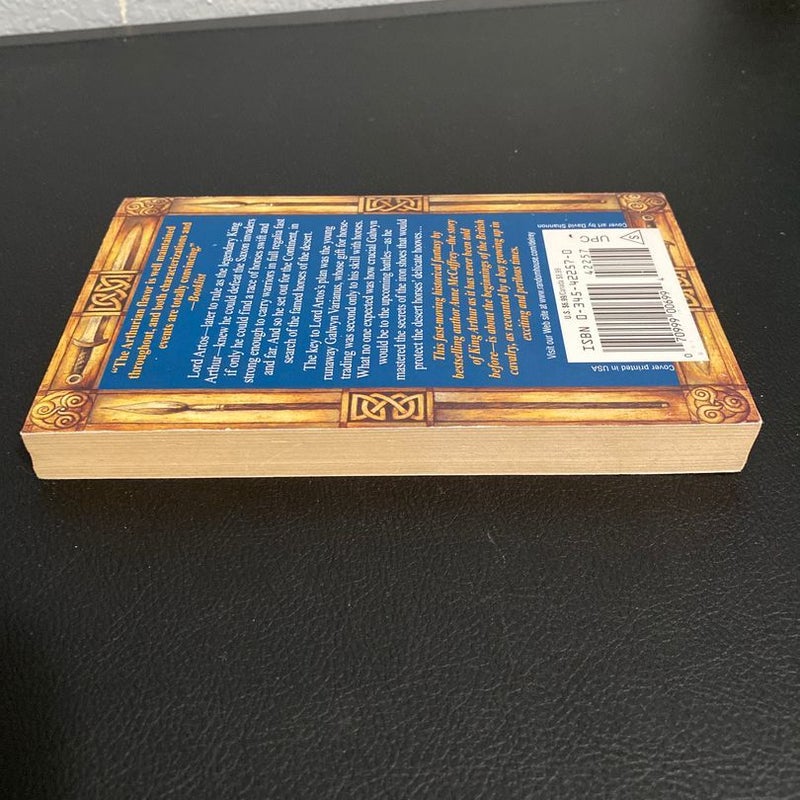 "The Arthurian flavor is well maintained
throughout and both characterizations and
events are totally convincing."
—Booklist
Lord Artos—later to rule as the legendary King
Arthur—knew he could defeat the Saxon invaders
if only he could find a race of horses swift and
strong enough to carry warriors in full regalia fast
and far. And so he set out for the Continent, in
search of the famed horses of the desert.
The key to Lord Artos's plan was the young
runaway Galwyn Varianus, whose gift for horse-
trading was second only to his skill with horses.
What no one expected was how crucial Galwyn
would be to the upcoming battles—as he
mastered the secrets of the iron shoes that would
protect the desert horses' delicate hooves...
This fast-moving historical fantasy by
bestselling author Anne McCaffrey—the story
of King Arthur as it has never been told
before—is about the beginnings of the British
cavalry, as recounted by a boy growing up in
exciting and perilous times.
Visit our Web site at www.randomhouse.com/delrey
Cover printed in USA
Cover art by David Shannon
U.S. $6.99/Canada $9.99
ISBN 0-345-42257-0
UPC
S
42257
0 70999 00699